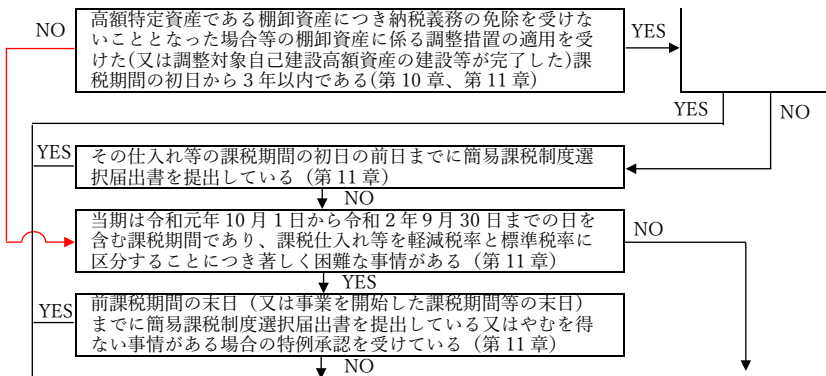 高額特定資産である棚卸資産につき納税義務の免除を受けな
いこととなった場合等の棚卸資産に係る調整措置の適用を受
けた(又は調整対象自己建設高額資産の建設等が完了した)課
税期間の初日から３年以内である(第 10 章、第 11 章)
NO
YES
YES
NO
YES
その仕入れ等の課税期間の初日の前日までに簡易課税制度選
択届出書を提出している（第 11 章）
NO
当期は令和元年 10 月 1 日から令和 2 年 9 月 30 日までの日を
含む課税期間であり、課税仕入れ等を軽減税率と標準税率に
区分することにつき著しく困難な事情がある（第 11 章）
NO
YES
YES
前課税期間の末日（又は事業を開始した課税期間等の末日）
までに簡易課税制度選択届出書を提出している又はやむを得
ない事情がある場合の特例承認を受けている（第 11 章）
NO